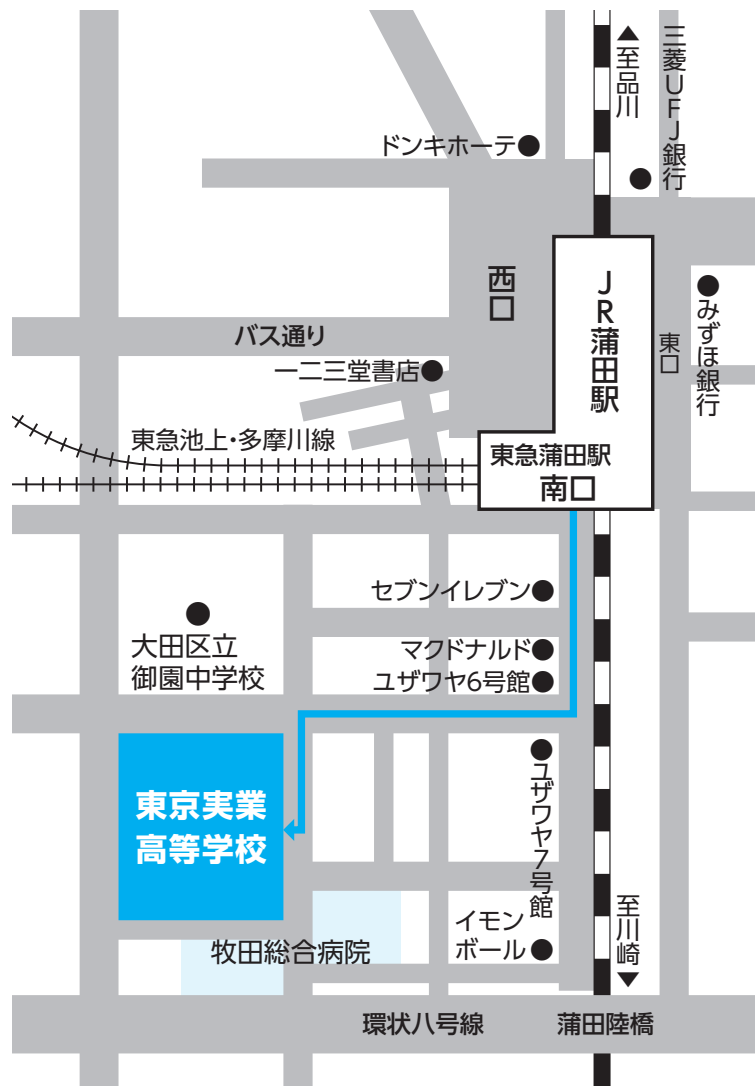 ▲至品川
三菱UFJ銀行
ドンキホーテ
西口
JR蒲田駅
東口
みずほ銀行
バス通り
一二三堂書店
東急池上・多摩川線
東急蒲田駅
南口
セブンイレブン
大田区立
御園中学校
マクドナルド
ユザワヤ6号館
ユザワヤ7号館
東京実業
高等学校
イモン
ボール
至川崎▼
牧田総合病院
環状八号線
蒲田陸橋